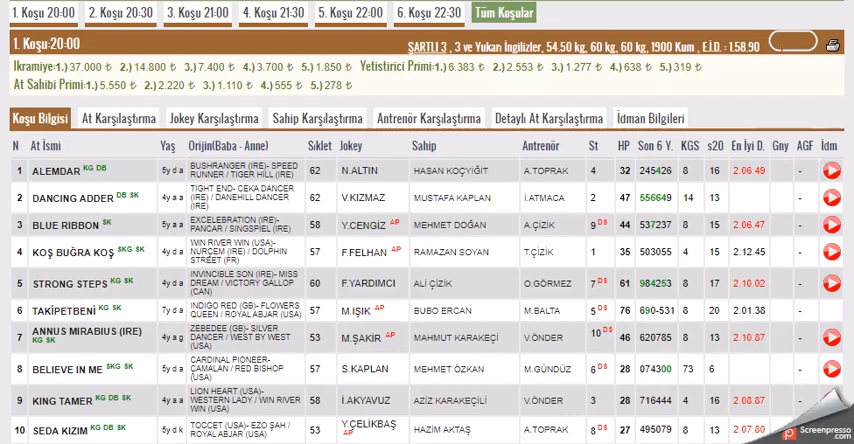 1. Koşu 20:00 2. Koşu 20:30 3. Koşu 21:00 4. Koşu 21:30 5. Koşu 22:00 6. Koşu 22:30 Tüm Koşular
1. Koşu:20:00 ŞARTLI 3 , 3 ve Yukarı İngilizler, 54.50 kg, 60 kg, 60 kg, 1900 Kum , E.İ.D. : 1.58.90
Ikramiye:1.) 37.000 ₺ 2.) 14.800 ₺ 3.) 7.400 ₺ 4.) 3.700 ₺ 5.) 1.850 ₺ Yetistirici Primi:1.) 6.383 ₺ 2.) 2.553 ₺ 3.) 1.277 ₺ 4.) 638 ₺ 5.) 319 ₺
At Sahibi Primi:1.) 5.550 ₺ 2.) 2.220 ₺ 3.) 1.110 ₺ 4.) 555 ₺ 5.) 278 ₺
Koşu Bilgisi At Karşılaştırma Jokey Karşılaştırma Sahip Karşılaştırma Antrenör Karşılaştırma Detaylı At Karşılaştırma İdman Bilgileri
N At İsmi Yaş Orijin(Baba - Anne) Sıklet Jokey Sahip Antrenör St HP Son 6 Y. KGS s20 En İyi D. Gny AGF İdm
1 ALEMDAR KG DB 5y d a BUSHRANGER (IRE)- SPEED RUNNER / TIGER HILL (IRE) 62 N.ALTIN HASAN KOÇYİĞİT A.TOPRAK 4 32 245426 8 16 2.06.49 -
2 DANCING ADDER DB SK 4y a a TIGHT END- CEKA DANCER (IRE) / DANEHILL DANCER (IRE) 62 V.KIZMAZ MUSTAFA KAPLAN İ.ATMACA 2 47 556649 14 13 -
3 BLUE RIBBON SK 5y a a EXCELEBRATION (IRE)- PANCAR / SINGSPIEL (IRE) 58 Y.CENGİZ AP MEHMET DOĞAN A.ÇİZİK 9 DS 44 537237 8 15 2.06.47 -
4 KOŞ BUĞRA KOŞ SKG SK 4y d a WIN RIVER WIN (USA)- NURÇEM (IRE) / DOLPHIN STREET (FR) 57 F.FELHAN AP RAMAZAN SOYAN T.ÇİZİK 1 35 503055 4 15 2.12.45 -
5 STRONG STEPS KG SK 4y d a INVINCIBLE SON (IRE)- MISS DREAM / VICTORY GALLOP (CAN) 60 F.YARDIMCI ALİ ÇİZİK O.GÖRMEZ 7 DS 61 984253 8 17 2.10.02 -
6 TAKİPETBENİ KG SK 7y d a INDIGO RED (GB)- FLOWERS QUEEN / ROYAL ABJAR (USA) 57 M.IŞIK AP BUBO ERCAN M.BALTA 5 DS 76 690-531 8 20 2.01.38 -
7 ANNUS MIRABIUS (IRE) KG SK 4y a g ZEBEDEE (GB)- SILVER DANCER / WEST BY WEST (USA) 53 M.ŞAKİR AP MAHMUT KARAKEÇİ V.ÖNDER 10 DS 46 620785 8 13 2.10.87 -
8 BELIEVE IN ME SKG SK 5y d a CARDINAL PIONEER- ÇAMALAN / RED BISHOP (USA) 57 S.KAPLAN MEHMET ÖZKAN M.GÜNDÜZ 6 DS 28 074300 73 6 -
9 KING TAMER KG DB SK 4y a a LION HEART (USA)- WESTERN LADY / WIN RIVER WIN (USA) 58 İ.AKYAVUZ AZİZ KARAKEÇİLİ V.ÖNDER 3 28 716444 4 16 2.08.87 -
10 SEDA KIZIM KG DB SK 5y d k TOCCET (USA)- EZO ŞAH / ROYAL ABJAR (USA) 53 Y.ÇELİKBAŞ AP HAZİM AKTAŞ A.TOPRAK 8 DS 27 495079 8 13 2.07.80
Screenpresso.com